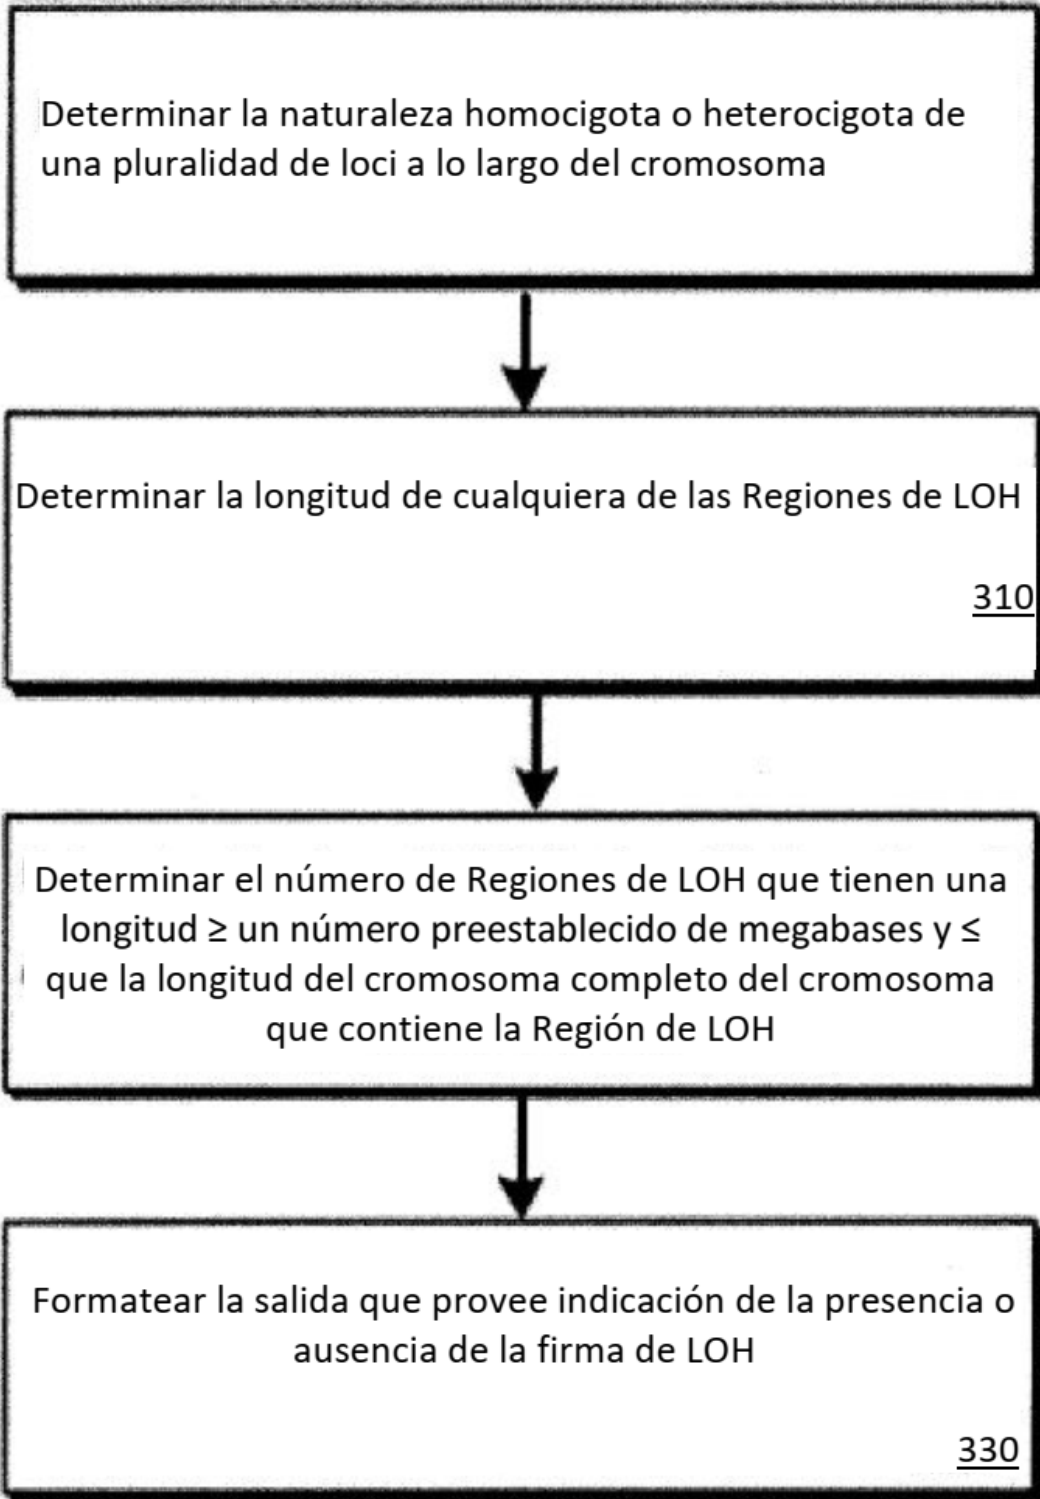 Determinar la naturaleza homocigota o heterocigota de
una pluralidad de loci a lo largo del cromosoma
Determinar la longitud de cualquiera de las Regiones de LOH
310
Determinar el número de Regiones de LOH que tienen una
longitud ≥ un número preestablecido de megabases y ≤
que la longitud del cromosoma completo del cromosoma
que contiene la Región de LOH
Formatear la salida que provee indicación de la presencia o
ausencia de la firma de LOH
330